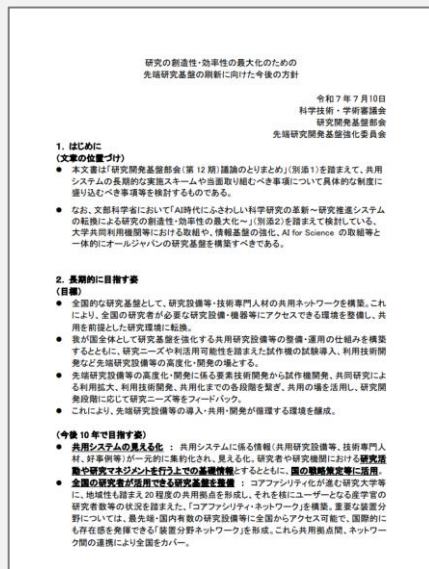 研究の創造性・効率性の最大化のための
先端研究基盤の刷新に向けた今後の方針
令和7年7月10日
科学技術・学術審議会
研究開発基盤部会
先端研究基盤強化委員会
1. はじめに
(文章の位置づけ)
● 本文書は「研究開発基盤部会(第12期)議論のとりまとめ」(別添1)を踏まえて、共用
システムの長期的な実施スキームや当面取り組むべき事項について具体的な制度に
盛り込むべき事項等を検討するものである。
● なお、文部科学省において「AI時代にふさわしい科学研究の革新～研究推進システム
の転換による研究の創造性・効率性の最大化～」(別添2)を踏まえて検討している、
大学共同利用機関等における取組や、情報基盤の強化、AI for Science の取組等と
一体的にオールジャパンの研究基盤を構築すべきである。
2. 長期的に目指す姿
(目標)
● 全国的な研究基盤として、研究設備等・技術専門人材の共用ネットワークを構築。これ
により、全国の研究者が必要な研究設備・機器等にアクセスできる環境を整備し、共
用を前提とした研究環境に転換。
● 我が国全体として研究基盤を強化する共用研究設備等の整備・運用の仕組みを構築
するとともに、研究ニーズや利活用可能性を踏まえた試作機の試験導入、利用技術開
発など先端研究設備等の高度化・開発の場とする。
● 先端研究設備等の高度化・開発に係る要素技術開発から試作機開発、共同研究によ
る利用拡大、利用技術開発、共用化までの各段階を繋ぎ、共用の場を活用し、研究開
発段階に応じて研究ニーズ等をフィードバック。
● これにより、先端研究設備等の導入・共用・開発が循環する環境を醸成。
(今後10年で目指す姿)
● 共用システムの見える化 : 共用システムに係る情報(共用研究設備等、技術専門人
材、好事例等)が一元的に集約化され、見える化、研究者や研究機関における研究活
動や研究マネジメントを行う上での基礎情報とするとともに、国の戦略策定等に活用。
● 全国の研究者が活用できる研究基盤を整備 : コアファシリティ化が進む研究大学等
に、地域性も踏まえ20程度の共用拠点を形成し、それを核にユーザーとなる産学官の
研究者数等の状況を踏まえた、「コアファシリティ・ネットワーク」を構築。重要な装置分
野については、最先端・国内有数の研究設備等に全国からアクセス可能で、国際的に
も存在感を発揮できる「装置分野ネットワーク」を形成。これら共用拠点間、ネットワー
ク間の連携により全国をカバー。